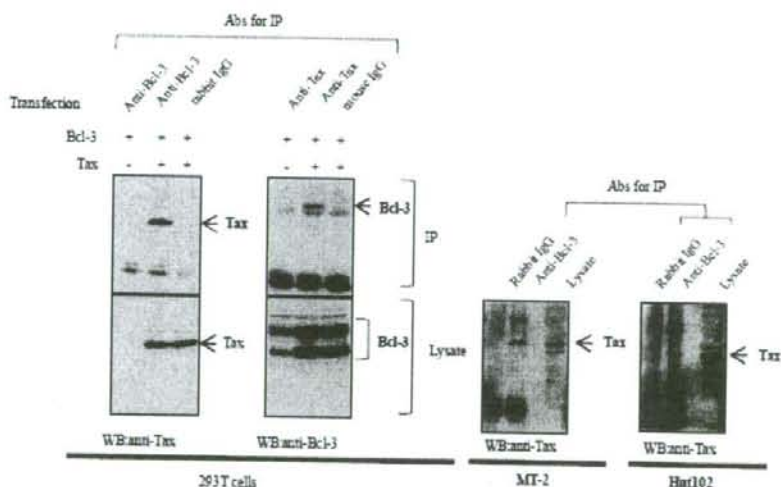 Abs for IP
Anti-Bcl-3
Anti-Bcl-3
rabbit IgG
Anti-Tax
Anti-Tax
mouse IgG
Transfection
Bcl-3 + + + + + +
Tax - + + - + +
Tax
Bcl-3
IP
Abs for IP
Rabbit IgG
Anti-Bcl-3
Lysate
Rabbit IgG
Anti-Bcl-3
Lysate
Tax
Bcl-3
Lysate
Tax
Tax
WB:anti-Tax
WB:anti-Bcl-3
WB:anti-Tax
WB:anti-Tax
293T cells
MT-2
Hut102